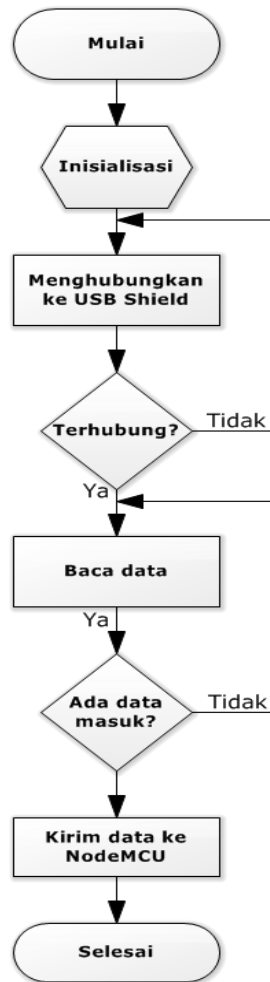 Mulai
Inisialisasi
Menghubungkan
ke USB Shield
Terhubung?
Tidak
Ya
Baca data
Ya
Ada data
masuk?
Tidak
Kirim data ke
NodeMCU
Selesai